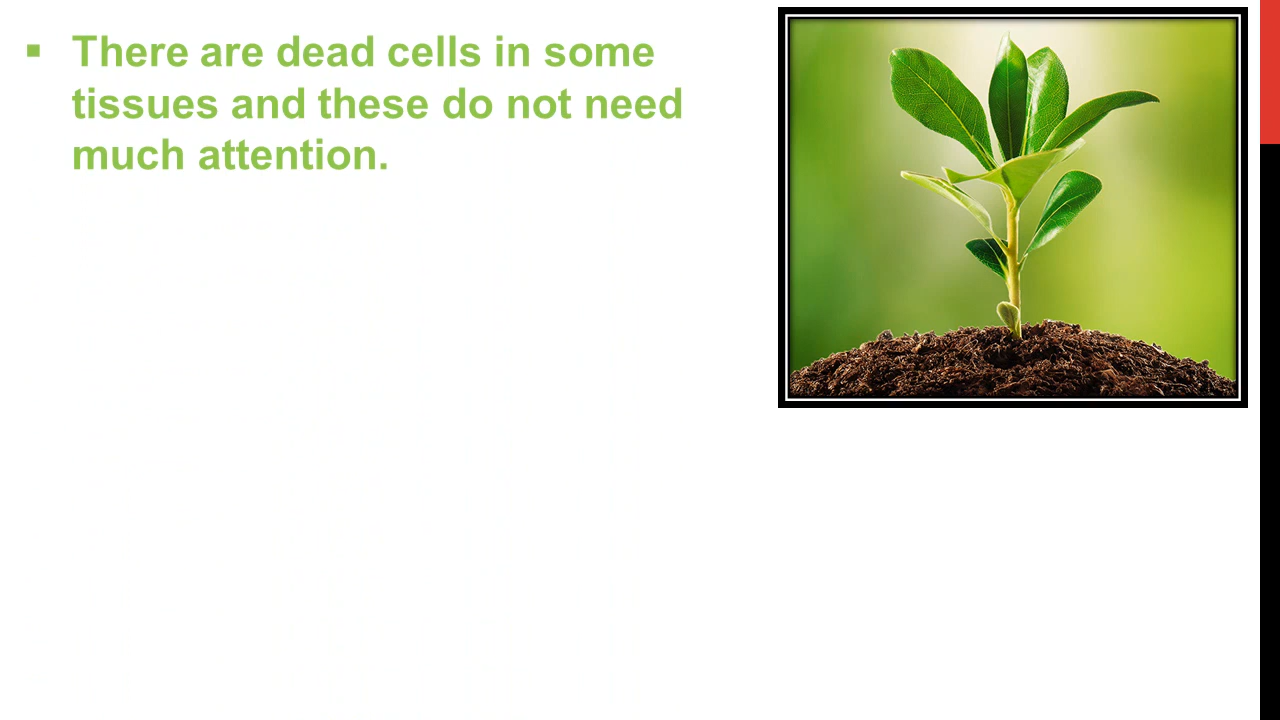 ▪ There are dead cells in some
tissues and these do not need
much attention.